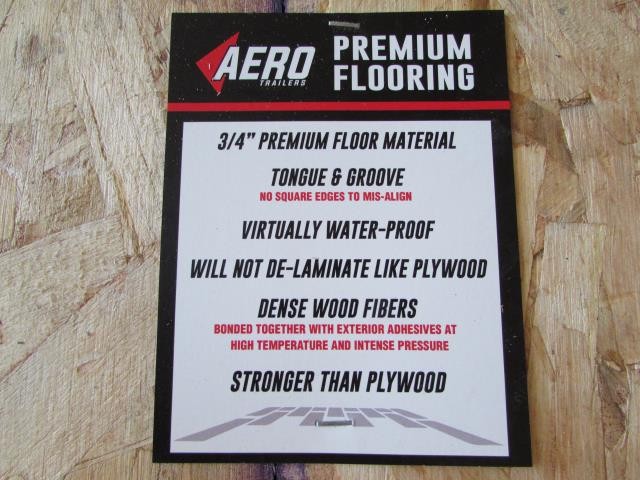 AERO
TRAILERS
PREMIUM
FLOORING
3/4" PREMIUM FLOOR MATERIAL
TONGUE & GROOVE
NO SQUARE EDGES TO MIS-ALIGN
VIRTUALLY WATER-PROOF
WILL NOT DE-LAMINATE LIKE PLYWOOD
DENSE WOOD FIBERS
BONDED TOGETHER WITH EXTERIOR ADHESIVES AT
HIGH TEMPERATURE AND INTENSE PRESSURE
STRONGER THAN PLYWOOD